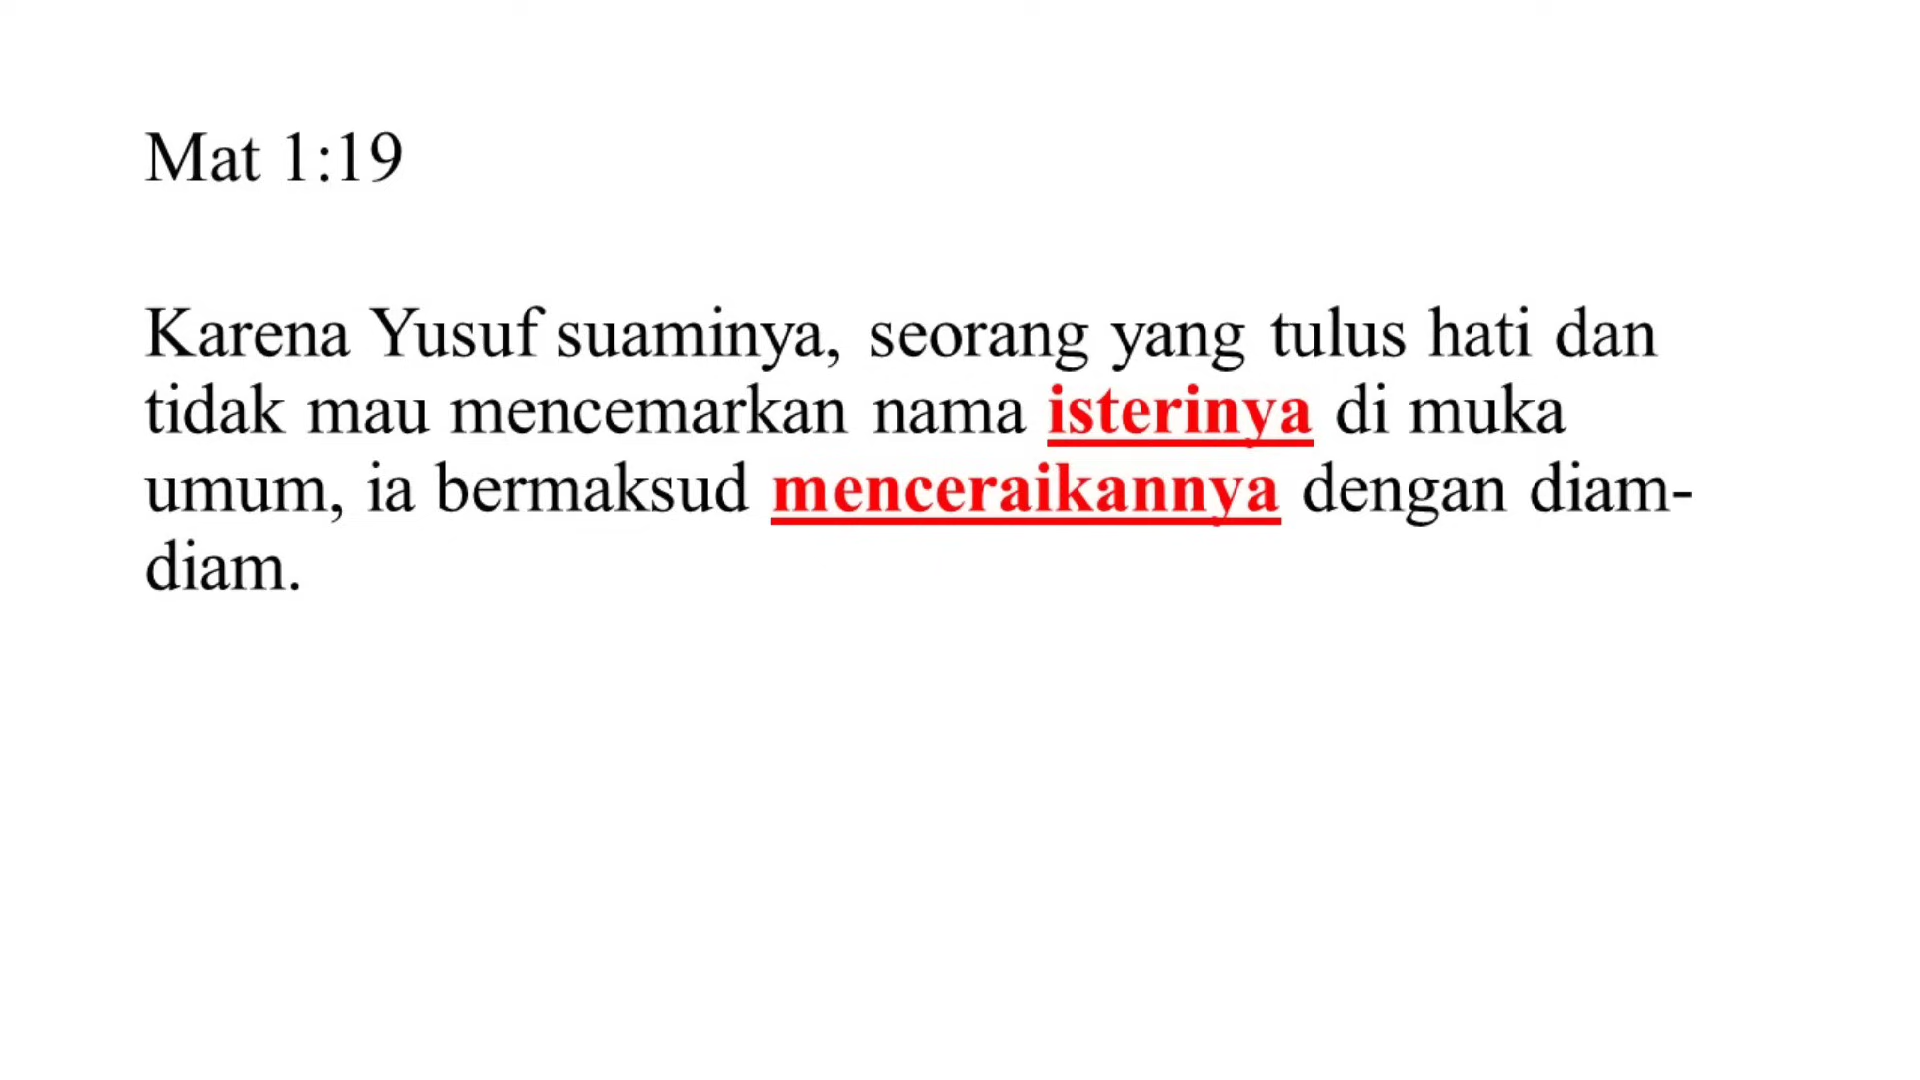 Mat 1:19
Karena Yusuf suaminya, seorang yang tulus hati dan
tidak mau mencemarkan nama isterinya di muka
umum, ia bermaksud menceraikannya dengan diam-
diam.